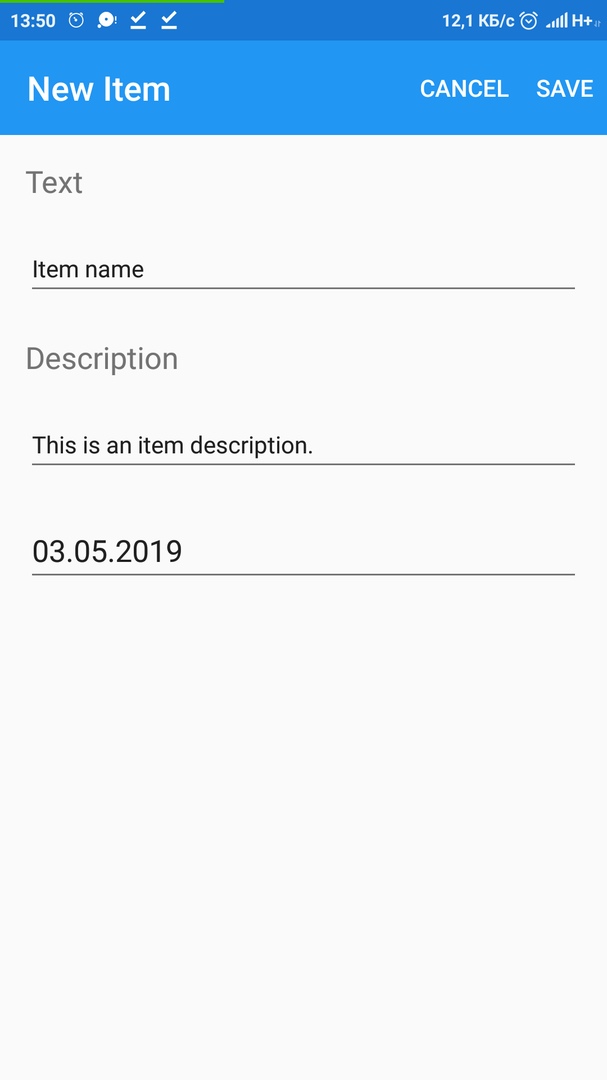 13:50 12,1 КБ/с H+
New Item CANCEL SAVE
Text
Item name
Description
This is an item description.
03.05.2019